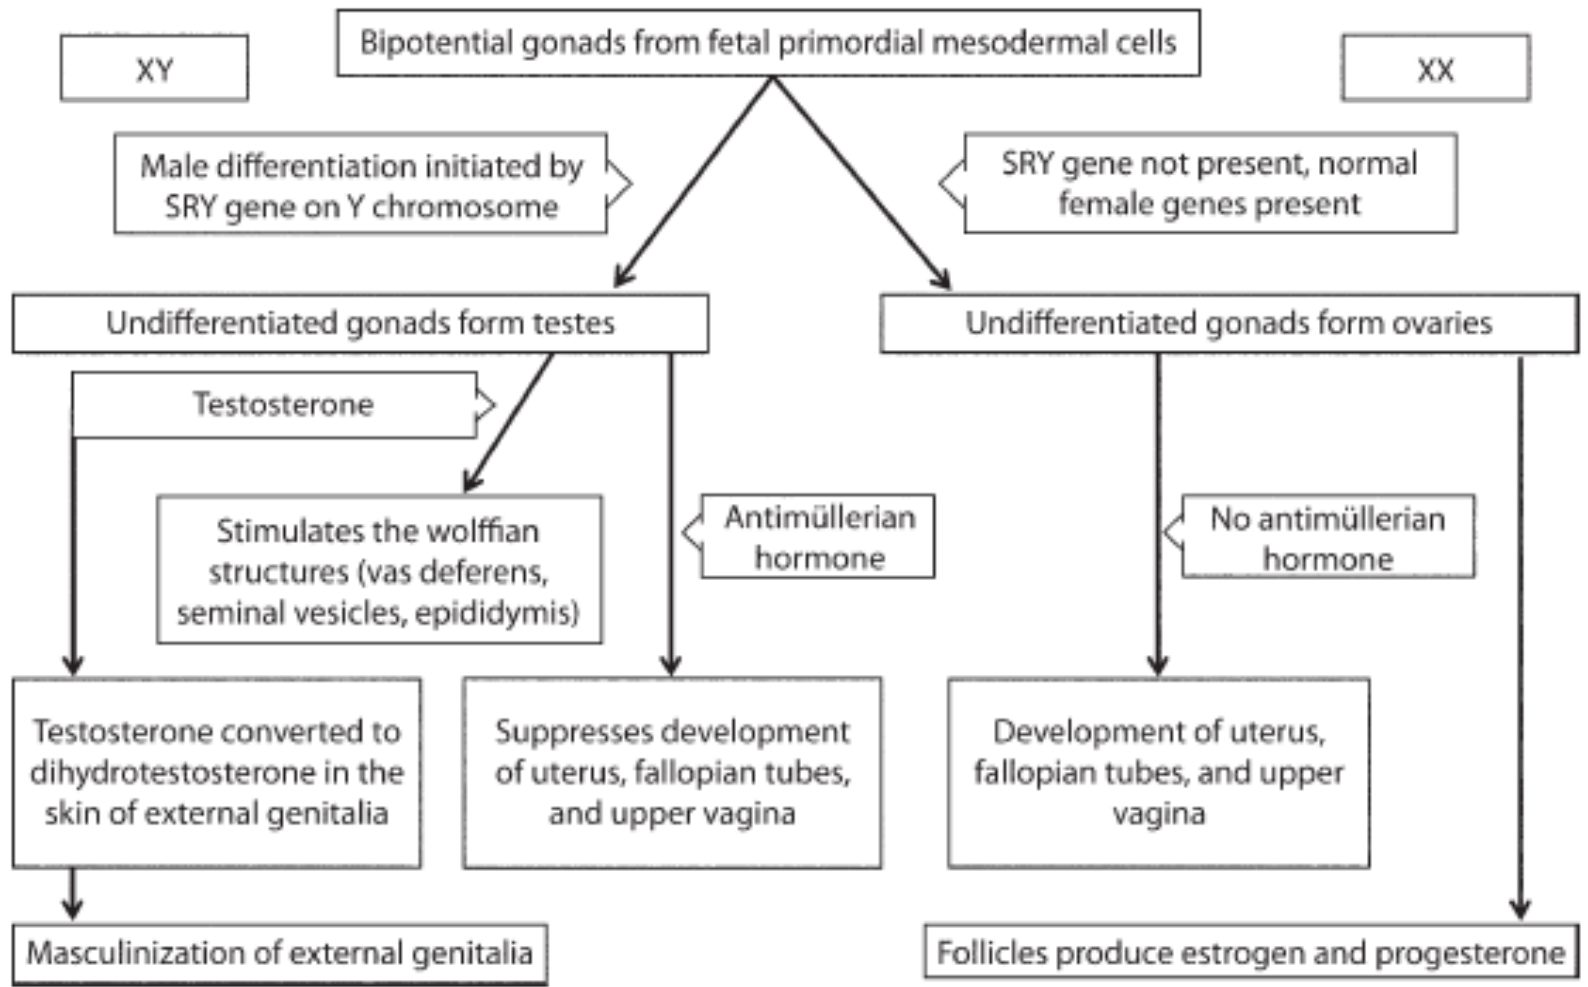 Bipotential gonads from fetal primordial mesodermal cells
XY
XX
Male differentiation initiated by
SRY gene on Y chromosome
SRY gene not present, normal
female genes present
Undifferentiated gonads form testes
Undifferentiated gonads form ovaries
Testosterone
Stimulates the wolffian
structures (vas deferens,
seminal vesicles, epididymis)
Antimüllerian
hormone
No antimüllerian
hormone
Testosterone converted to
dihydrotestosterone in the
skin of external genitalia
Suppresses development
of uterus, fallopian tubes,
and upper vagina
Development of uterus,
fallopian tubes, and upper
vagina
Masculinization of external genitalia
Follicles produce estrogen and progesterone